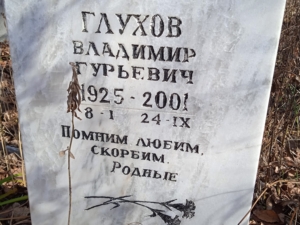 ГЛУХОВ
ВЛАДИМИР
ГУРЬЕВИЧ
1925-2001
8-I 24-IX
Помним, любим,
скорбим.
Родные